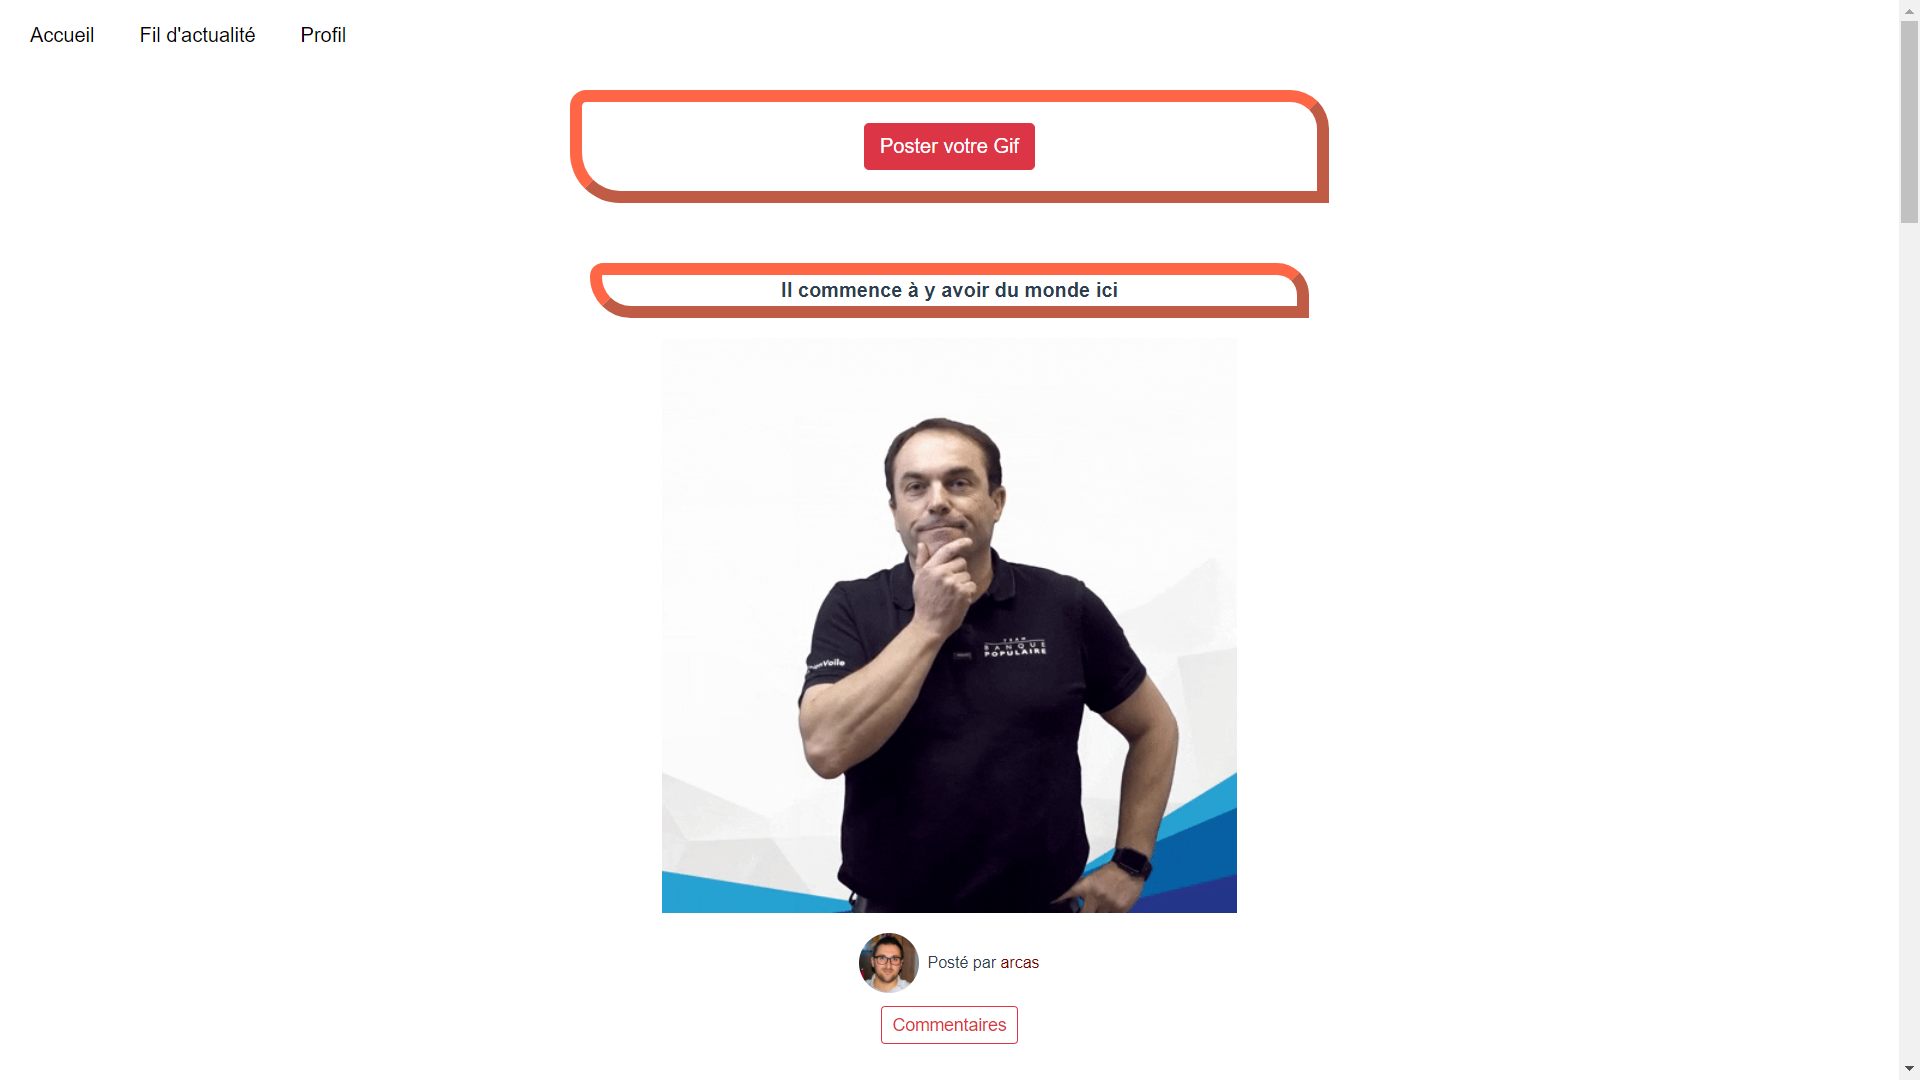 Accueil
Fil d'actualité
Profil
Poster votre Gif
Il commence à y avoir du monde ici
TEAM
BANQUE
POPULAIRE
Posté par arcas
Commentaires